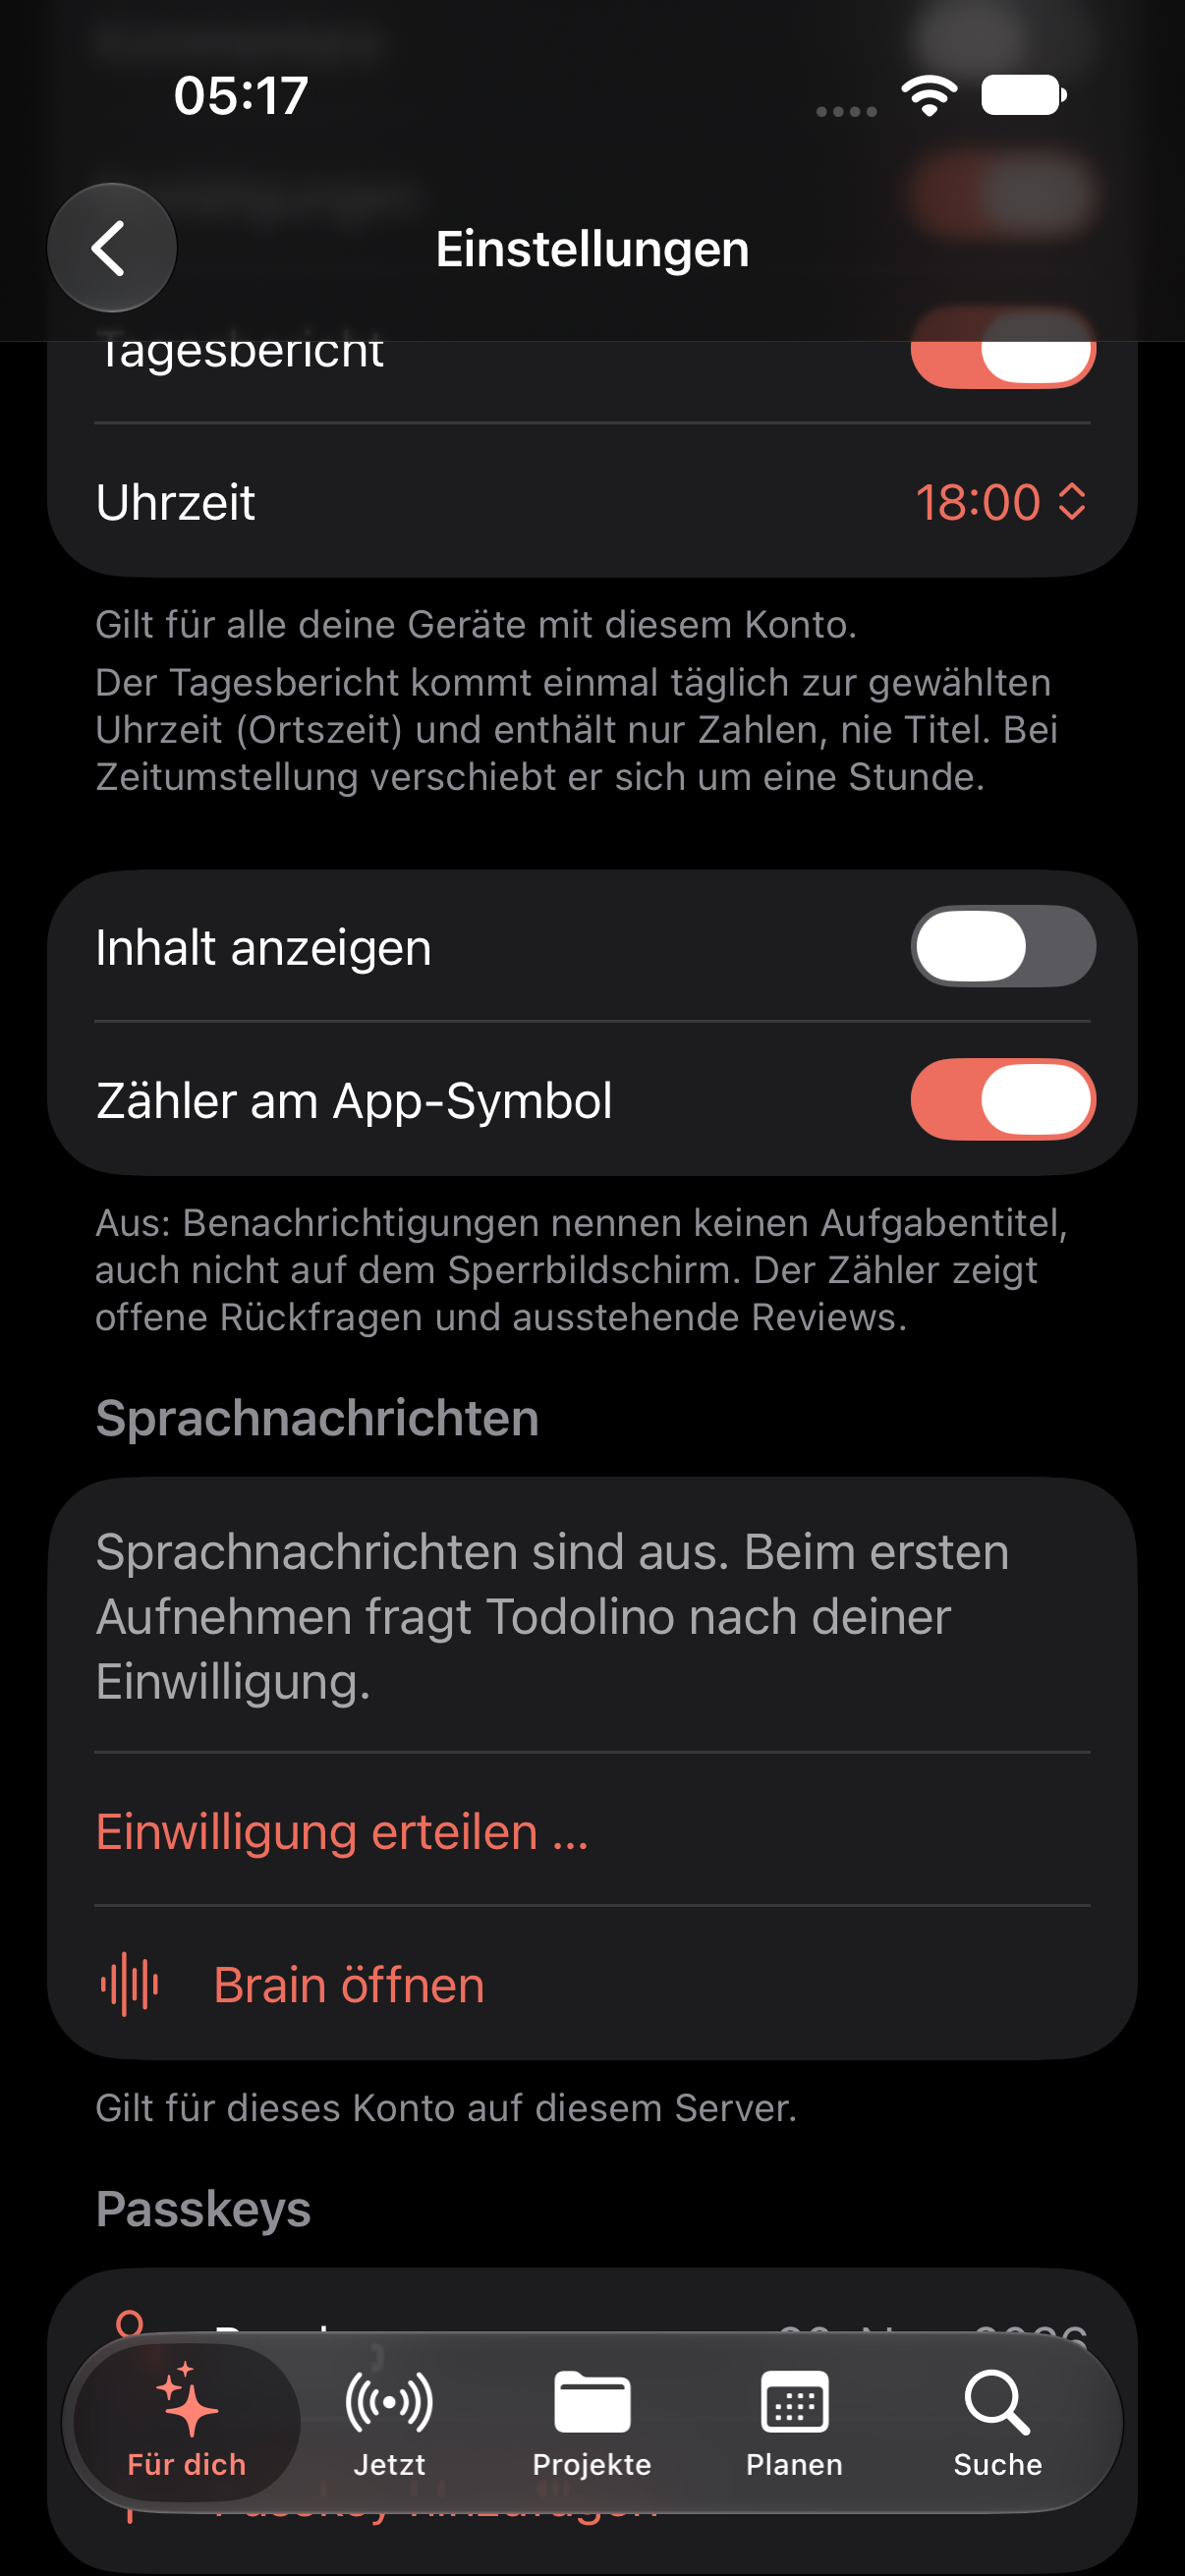 05:17
Einstellungen
Tagesbericht
Uhrzeit
18:00
Gilt für alle deine Geräte mit diesem Konto.
Der Tagesbericht kommt einmal täglich zur gewählten
Uhrzeit (Ortszeit) und enthält nur Zahlen, nie Titel. Bei
Zeitumstellung verschiebt er sich um eine Stunde.
Inhalt anzeigen
Zähler am App-Symbol
Aus: Benachrichtigungen nennen keinen Aufgabentitel,
auch nicht auf dem Sperrbildschirm. Der Zähler zeigt
offene Rückfragen und ausstehende Reviews.
Sprachnachrichten
Sprachnachrichten sind aus. Beim ersten
Aufnehmen fragt Todolino nach deiner
Einwilligung.
Einwilligung erteilen ...
Brain öffnen
Gilt für dieses Konto auf diesem Server.
Passkeys
Für dich
Jetzt
Projekte
Planen
Suche
Passkey hinzufügen